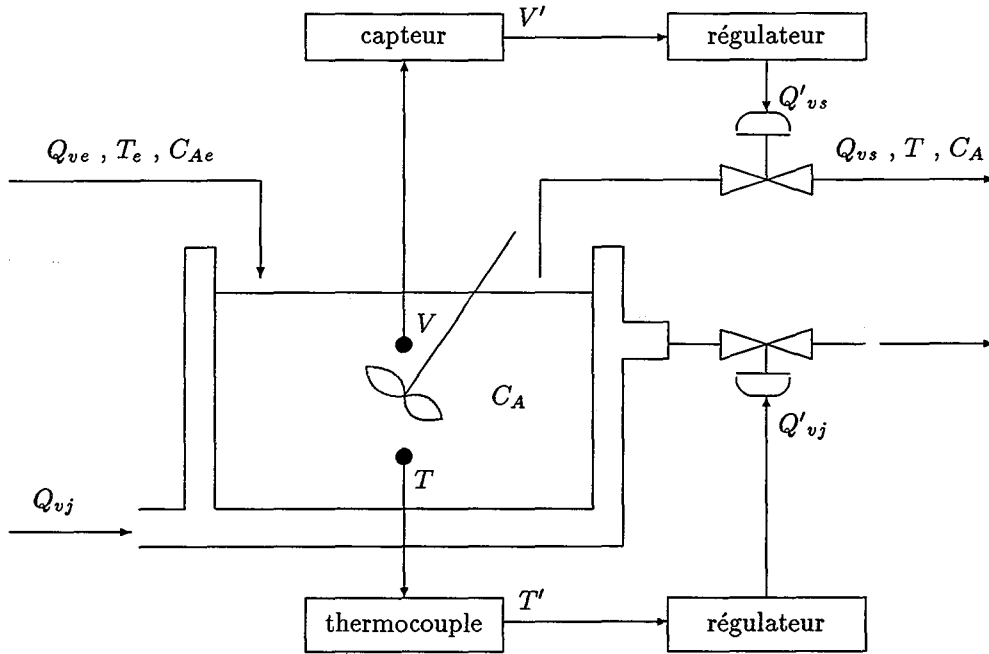 capteur
V'
régulateur
Q'vs
Qve , Te , CAe
Qvs , T , CA
V
CA
Q'vj
T
Qvj
thermocouple
T'
régulateur